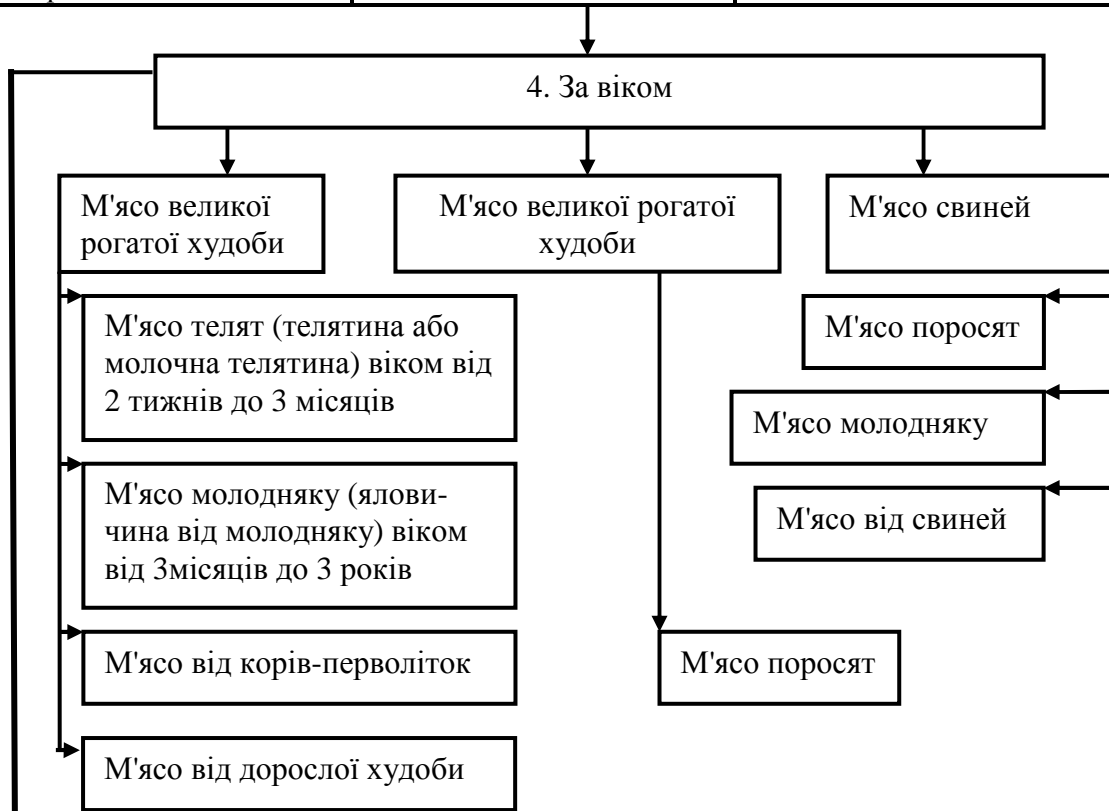 4. За віком
М'ясо великої
рогатої худоби
М'ясо великої рогатої
худоби
М'ясо свиней
М'ясо телят (телятина або
молочна телятина) віком від
2 тижнів до 3 місяців
М'ясо молодняку (ялови-
чина від молодняку) віком
від 3місяців до 3 років
М'ясо від корів-перволіток
М'ясо від дорослої худоби
М'ясо поросят
М'ясо поросят
М'ясо молодняку
М'ясо від свиней